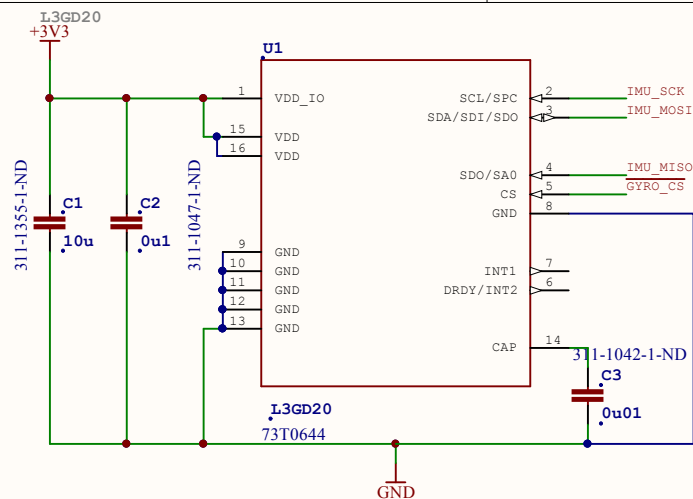 L3GD20
+3V3
U1
1 VDD_IO
15 VDD
16 VDD
SCL/SPC 2 IMU_SCK
SDA/SDI/SDO 3 IMU_MOSI
SDO/SA0 4 IMU_MISO
CS 5 GYRO_CS
GND 8
9 GND
10 GND
11 GND
12 GND
13 GND
INT1 7
DRDY/INT2 6
CAP 14
311-1355-1-ND
C1
10u
C2
0u1
311-1047-1-ND
311-1042-1-ND
C3
0u01
L3GD20
73T0644
GND